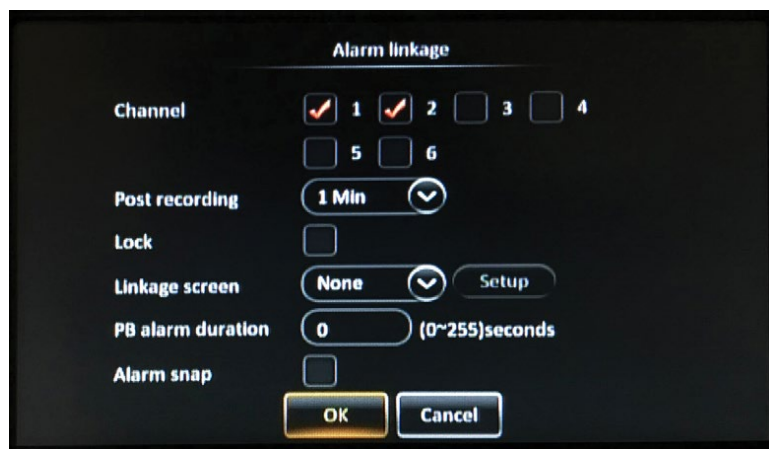 Alarm linkage
Channel 1 2 3 4
5 6
Post recording 1 Min
Lock
Linkage screen None Setup
PB alarm duration 0 (0~255)seconds
Alarm snap
OK Cancel